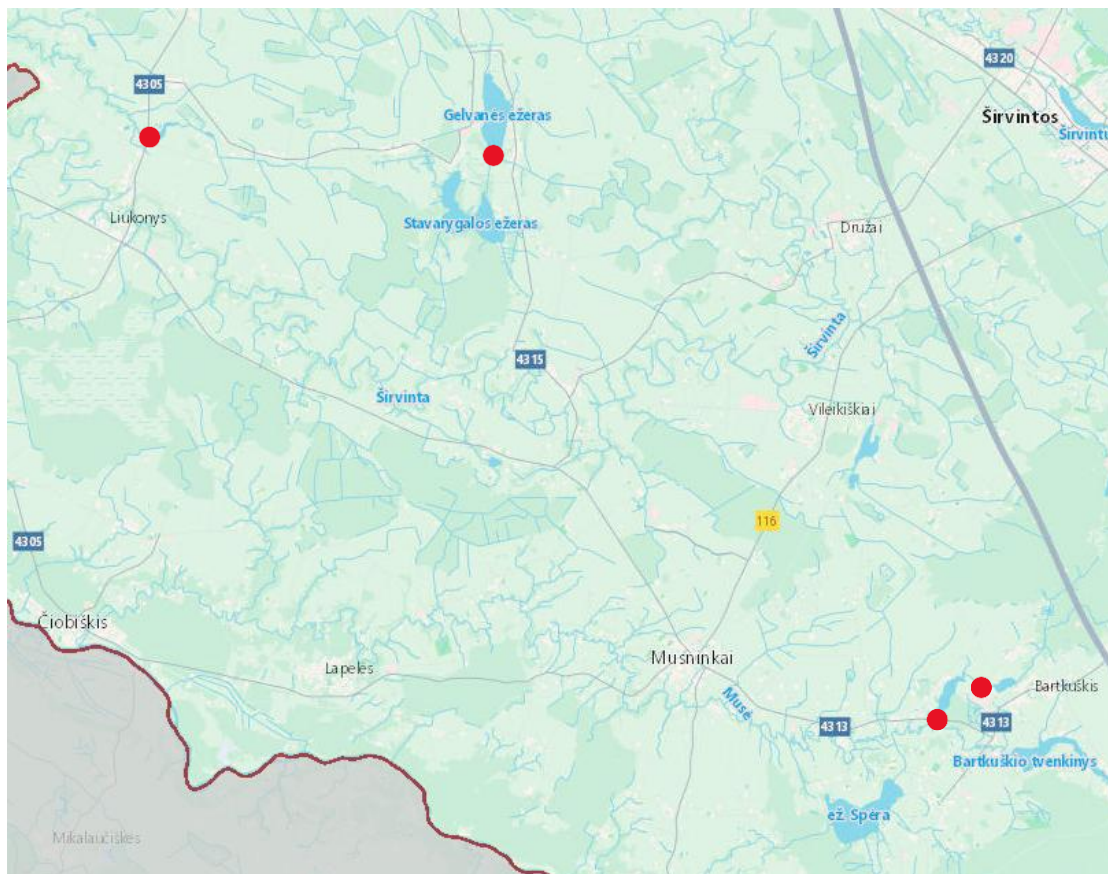 4320
4305
Gelvanės ežeras
Širvintos
Širvintų
Liukonys
Stavarygalos ežeras
Družai
Širvinta
4315
Širvinta
Vileikiškiai
116
4305
Čiobiškis
Musninkai
Lapelės
Bartkuškis
Musė
4313
4313
Bartkuškio tvenkinys
ež. Spėra
Mikalaučiškės